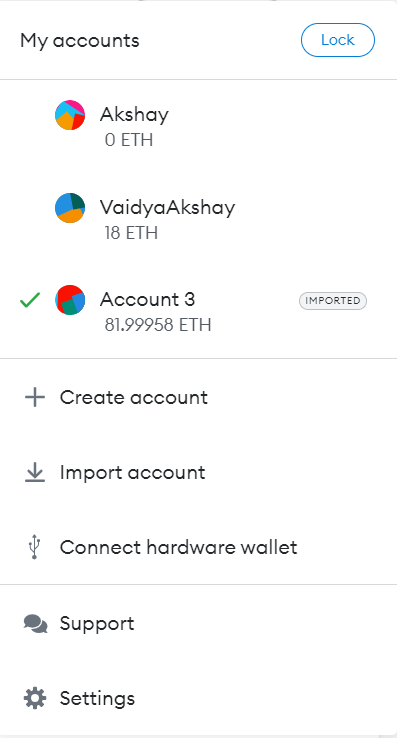 My accounts
Lock
Akshay
0 ETH
VaidyaAkshay
18 ETH
Account 3
IMPORTED
81.99958 ETH
Create account
Import account
Connect hardware wallet
Support
Settings